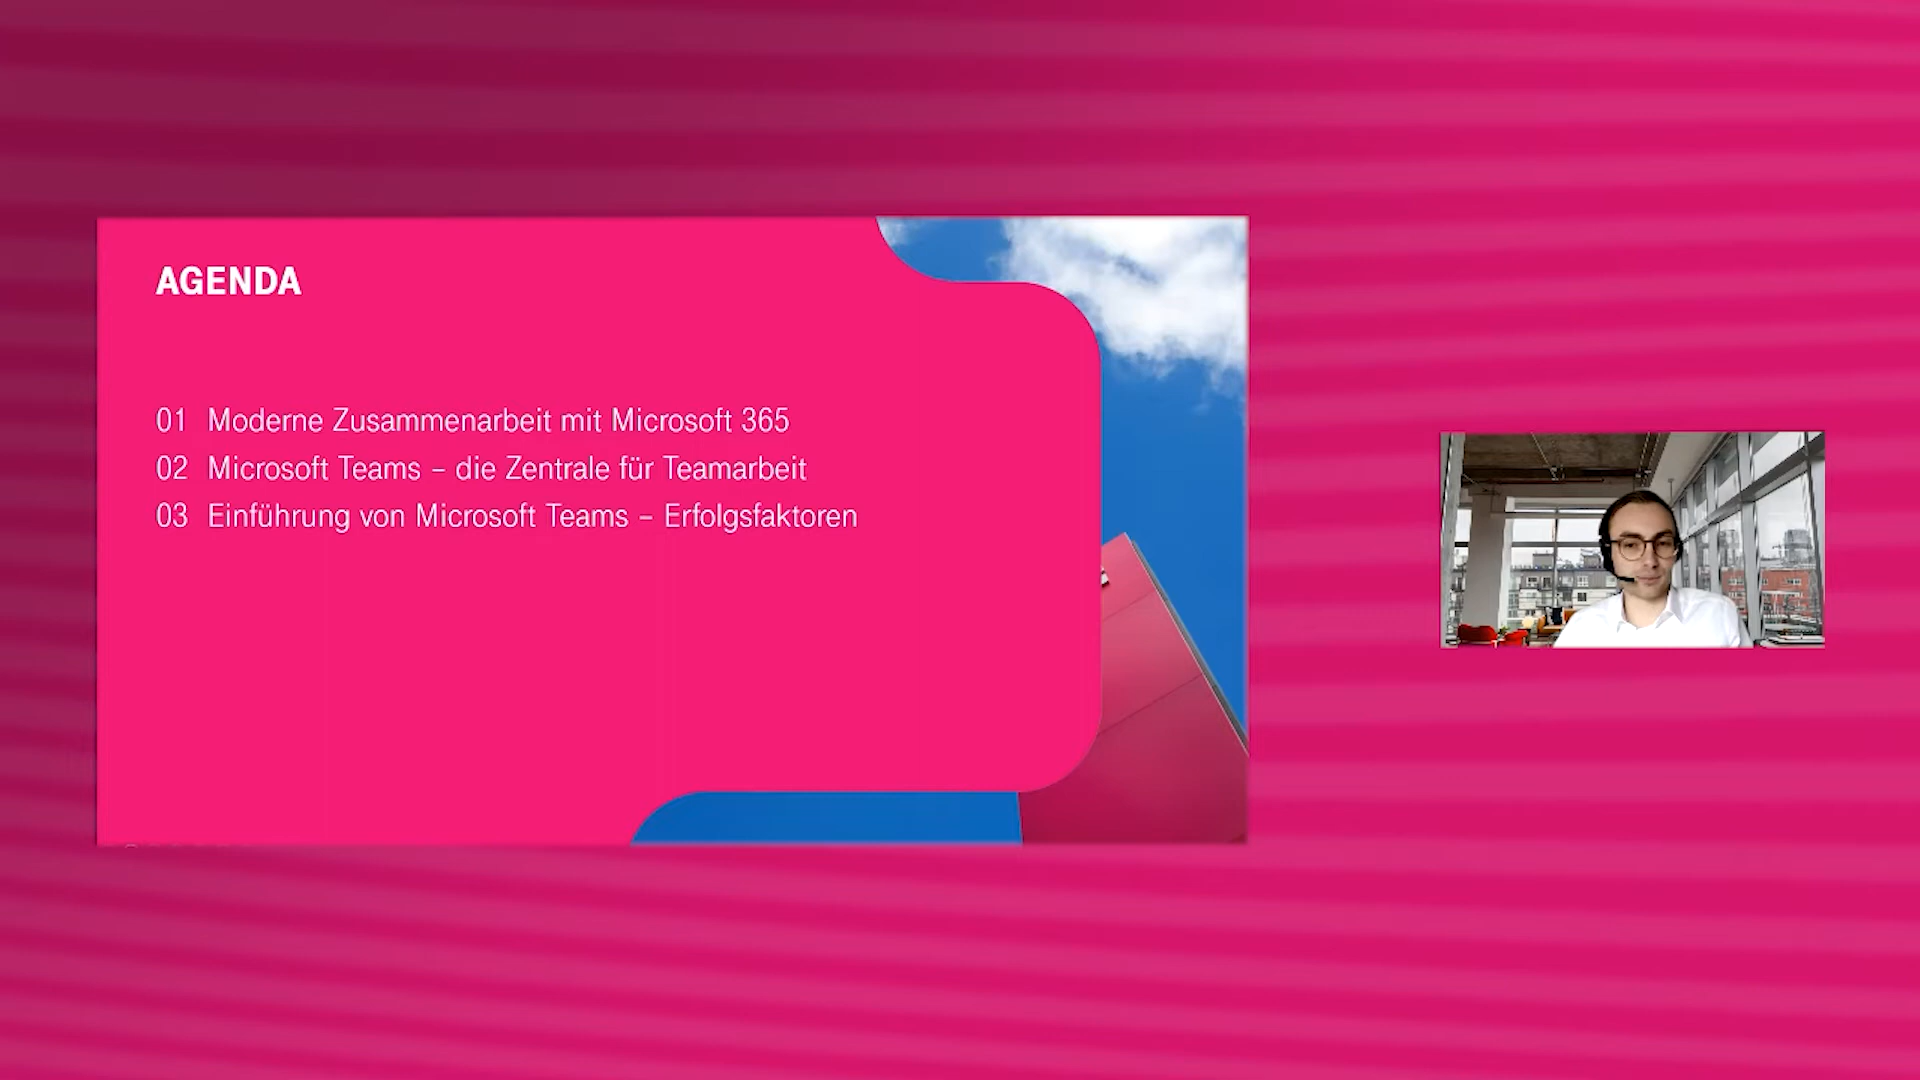 AGENDA
01 Moderne Zusammenarbeit mit Microsoft 365
02 Microsoft Teams – die Zentrale für Teamarbeit
03 Einführung von Microsoft Teams – Erfolgsfaktoren